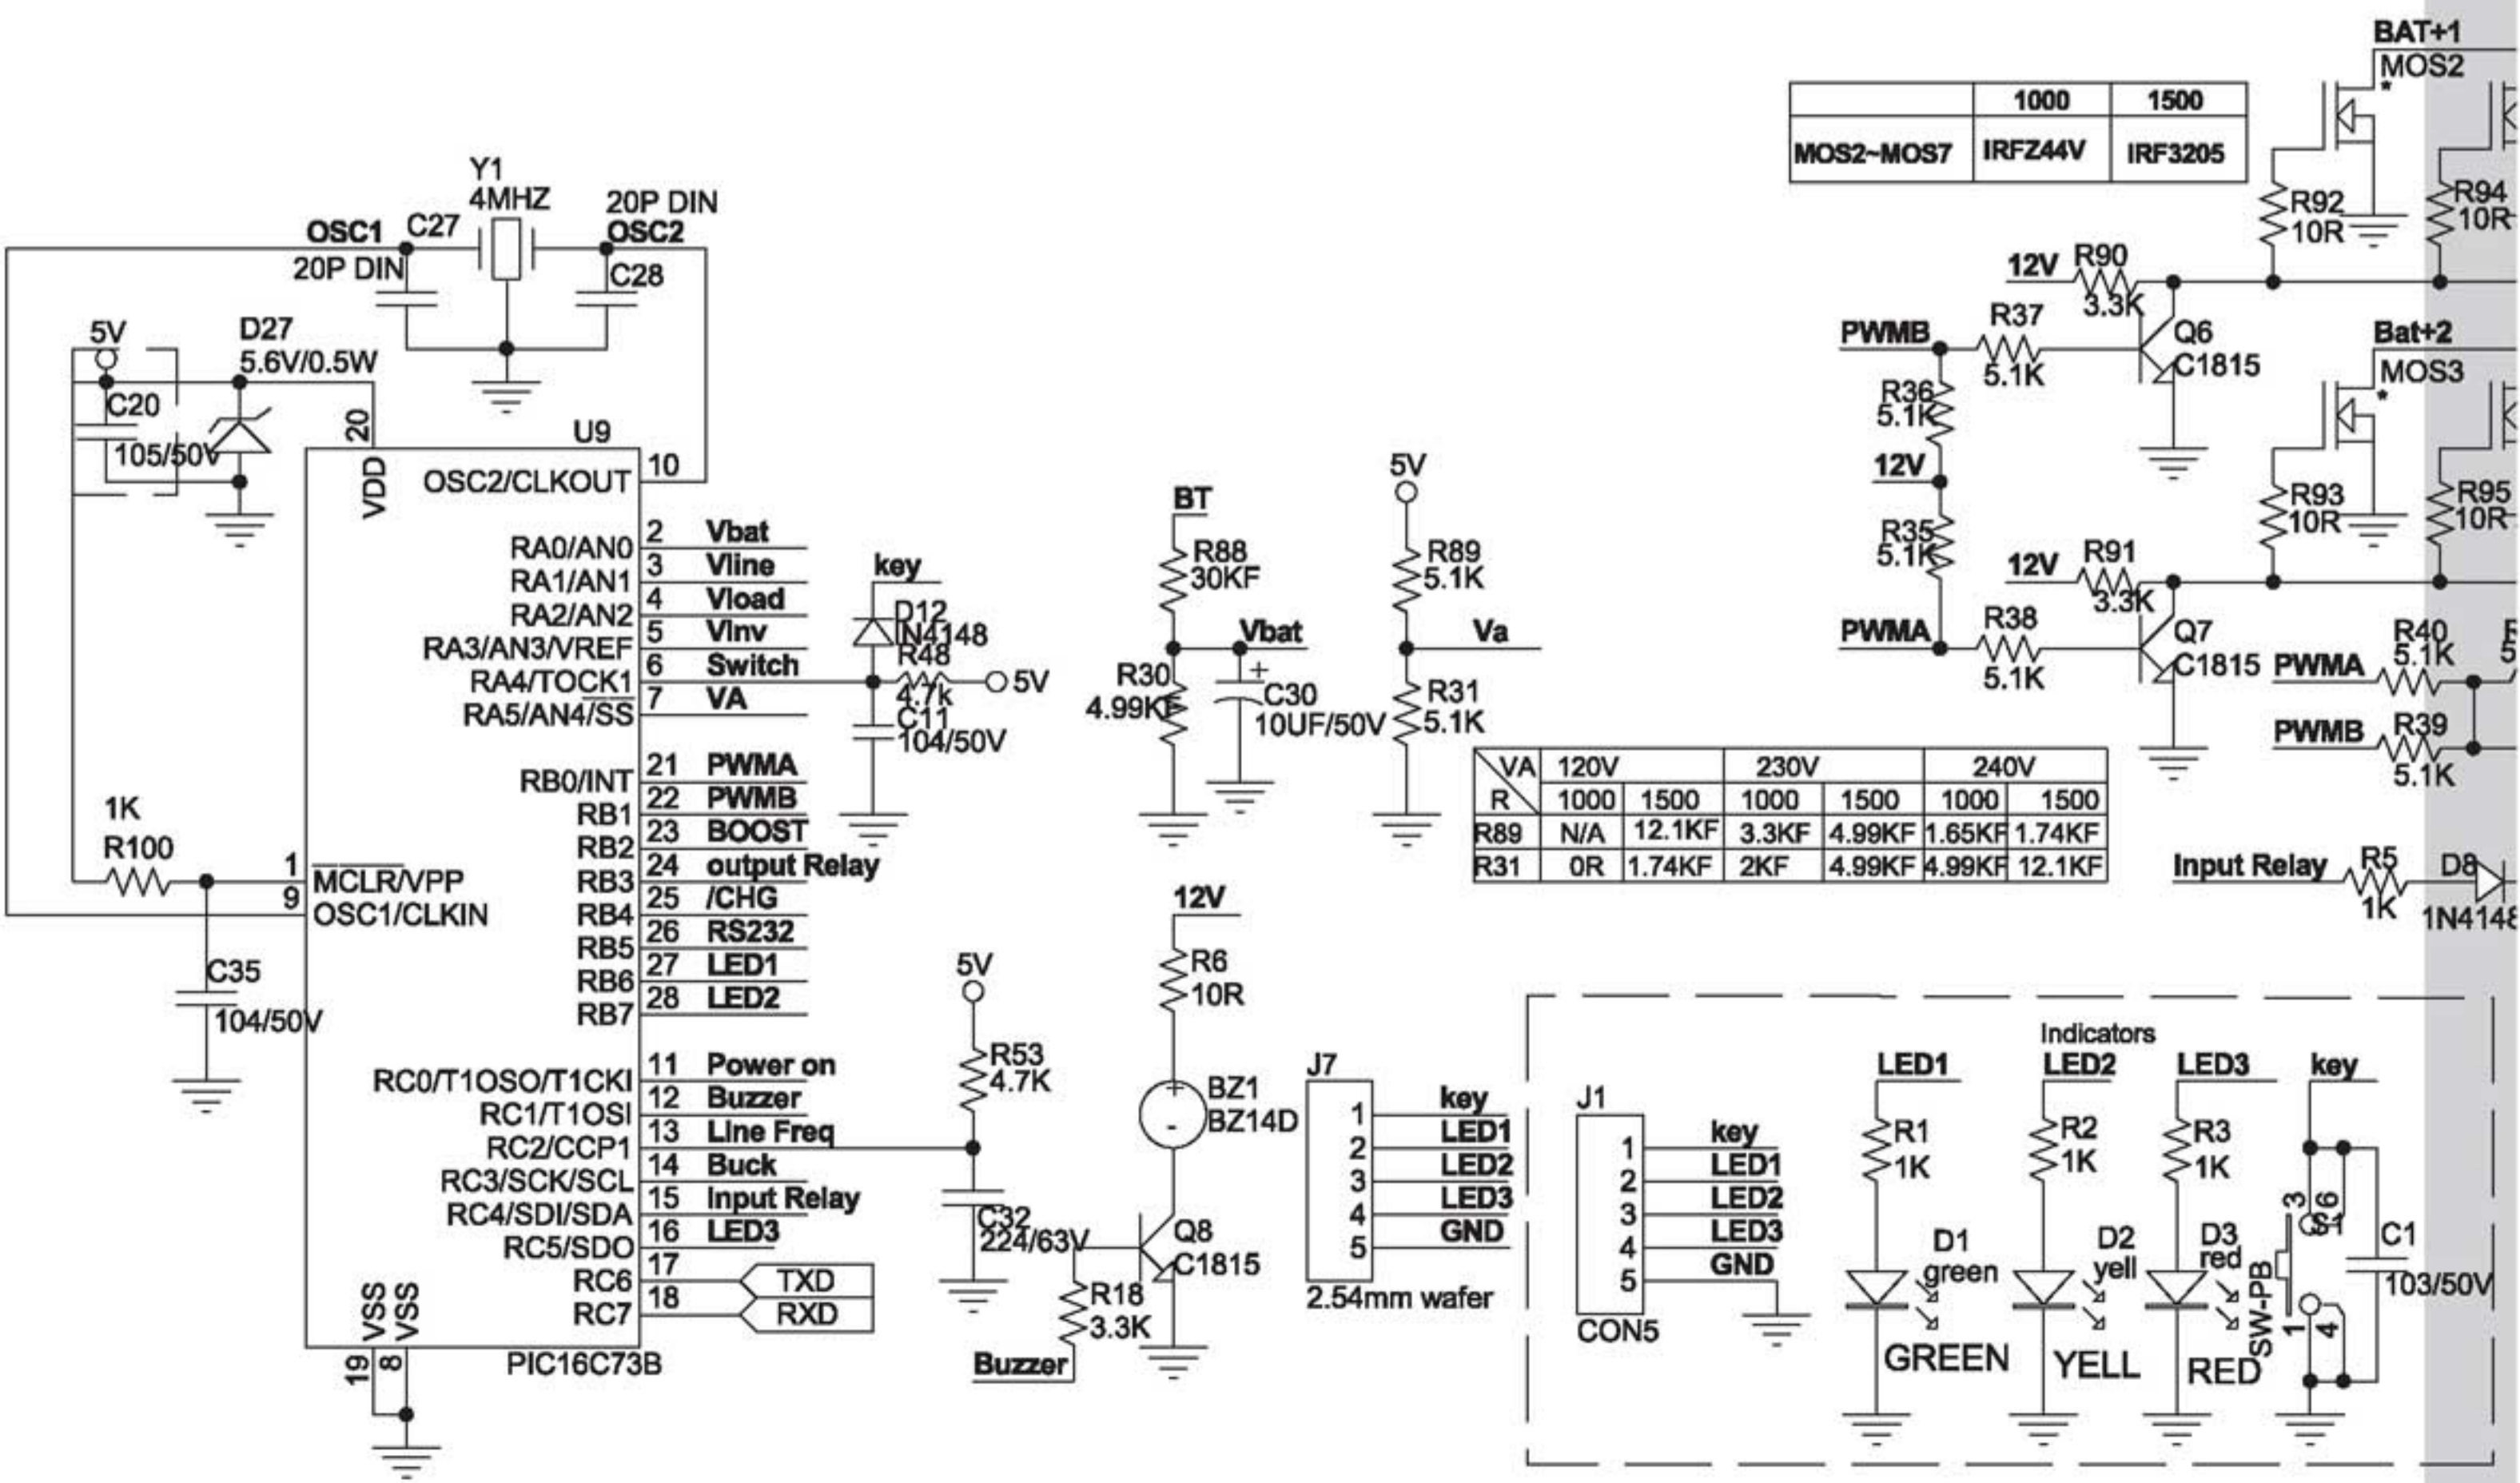 BAT+1
MOS2
*
1000 1500
MOS2~MOS7 IRFZ44V IRF3205
R92
10R
R94
10R
Y1
4MHZ
20P DIN
OSC1 C27
OSC2
20P DIN
C28
12V R90
3.3K
PWMB
R37
5.1K
Q6
C1815
Bat+2
MOS3
*
5V
D27
5.6V/0.5W
C20
105/50V
R36
5.1K
12V
R35
5.1K
R93
10R
R95
10R
12V R91
3.3K
PWMA
R38
5.1K
Q7
C1815
PWMA
R40
5.1K
PWMB
R39
5.1K
U9
20
VDD
OSC2/CLKOUT 10
RA0/AN0 2 Vbat
RA1/AN1 3 Vline
RA2/AN2 4 Vload
RA3/AN3/VREF 5 VInv
RA4/TOCK1 6 Switch
RA5/AN4/SS 7 VA
RB0/INT 21 PWMA
RB1 22 PWMB
RB2 23 BOOST
RB3 24 output Relay
RB4 25 /CHG
RB5 26 RS232
RB6 27 LED1
RB7 28 LED2
RC0/T1OSO/T1CKI 11 Power on
RC1/T1OSI 12 Buzzer
RC2/CCP1 13 Line Freq
RC3/SCK/SCL 14 Buck
RC4/SDI/SDA 15 Input Relay
RC5/SDO 16 LED3
RC6 17 TXD
RC7 18 RXD
1K
R100
1 MCLR/VPP
9 OSC1/CLKIN
C35
104/50V
VSS
VSS
19
8
PIC16C73B
key
D12
IN4148
R48
4.7k
5V
C11
104/50V
BT
R88
30KF
Vbat
R30
4.99KF
+
C30
10UF/50V
5V
R89
5.1K
Va
R31
5.1K
VA 120V 230V 240V
R 1000 1500 1000 1500 1000 1500
R89 N/A 12.1KF 3.3KF 4.99KF 1.65KF 1.74KF
R31 0R 1.74KF 2KF 4.99KF 4.99KF 12.1KF
Input Relay
R5
1K
D8
1N4148
5V
R53
4.7K
C32
224/63V
12V
R6
10R
+
-
BZ1
BZ14D
Q8
C1815
R18
3.3K
Buzzer
J7
1 key
2 LED1
3 LED2
4 LED3
5 GND
2.54mm wafer
J1
1 key
2 LED1
3 LED2
4 LED3
5 GND
CON5
Indicators
LED1 LED2 LED3 key
R1
1K
R2
1K
R3
1K
D1
green
D2
yell
D3
red
GREEN YELL RED
SW-PB
3 6
S1
1 4
C1
103/50V